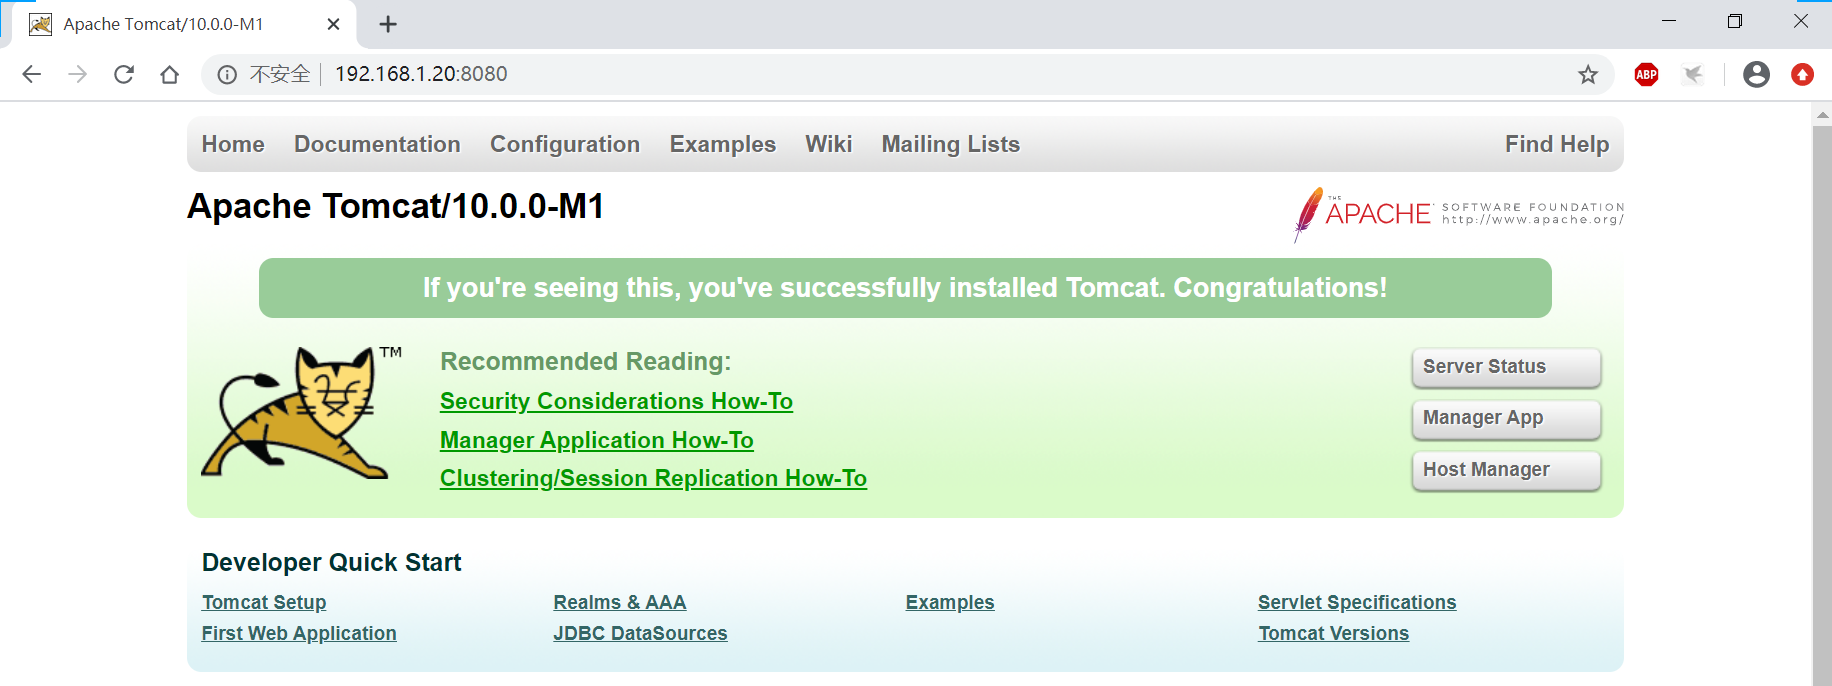 Apache Tomcat/10.0.0-M1
不安全 192.168.1.20:8080
ABP
Home Documentation Configuration Examples Wiki Mailing Lists Find Help
Apache Tomcat/10.0.0-M1
THE APACHE SOFTWARE FOUNDATION
http://www.apache.org/
If you're seeing this, you've successfully installed Tomcat. Congratulations!
TM
Recommended Reading:
Security Considerations How-To
Manager Application How-To
Clustering/Session Replication How-To
Server Status
Manager App
Host Manager
Developer Quick Start
Tomcat Setup
First Web Application
Realms & AAA
JDBC DataSources
Examples
Servlet Specifications
Tomcat Versions